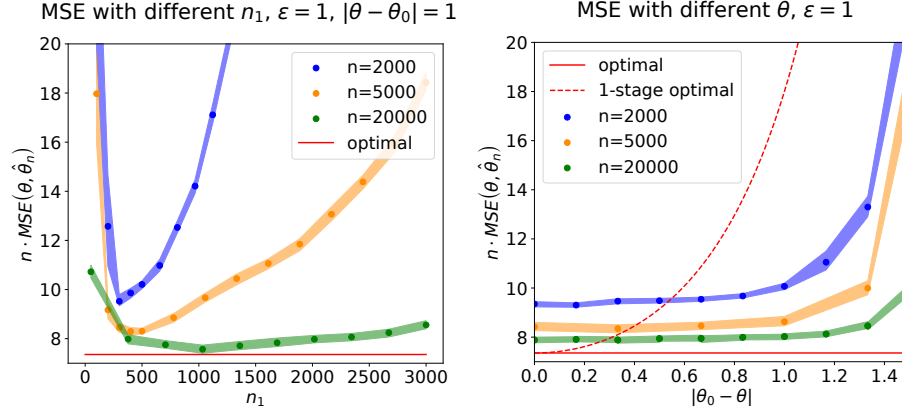 MSE with different n₁, ε = 1, |θ − θ₀| = 1
n · MSE(θ, θ̂ₙ)
20
18
16
14
12
10
8
n=2000
n=5000
n=20000
optimal
0 500 1000 1500 2000 2500 3000
n₁
MSE with different θ, ε = 1
n · MSE(θ, θ̂ₙ)
20
18
16
14
12
10
8
optimal
1-stage optimal
n=2000
n=5000
n=20000
0.0 0.2 0.4 0.6 0.8 1.0 1.2 1.4
|θ₀ − θ|